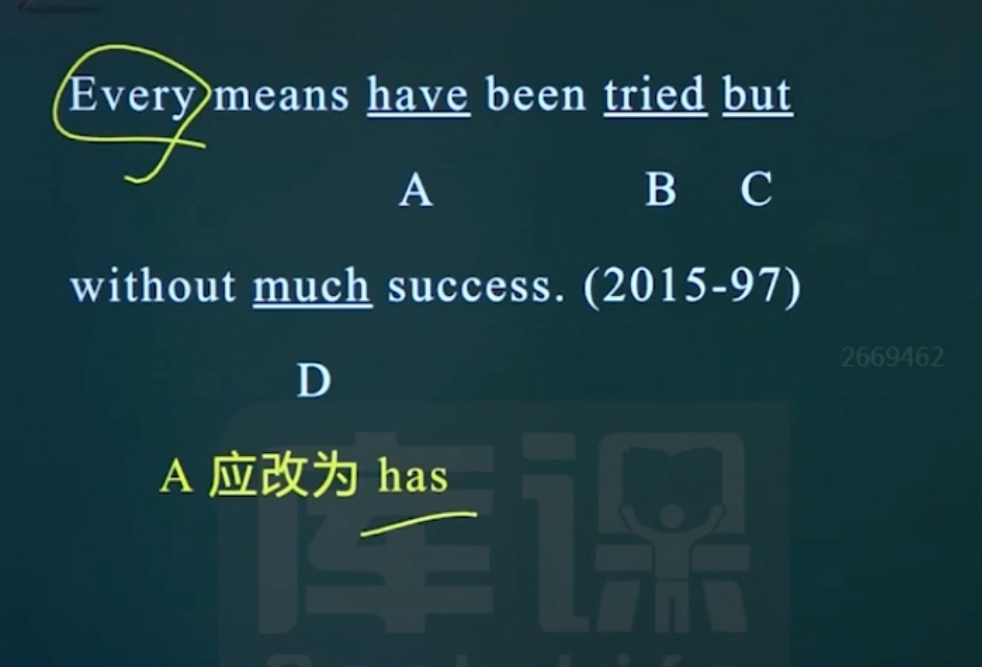 Every means have been tried but
A B C
without much success. (2015-97)
2669462
D
A 应改为 has
库课